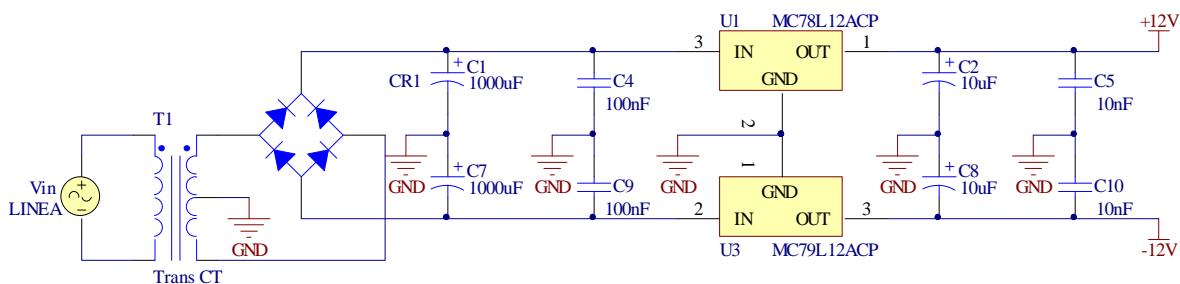 U1
MC78L12ACP
+12V
3
IN
OUT
1
GND
CR1
C1
1000uF
C4
100nF
C2
10uF
C5
10nF
T1
2
1
GND
GND
GND
GND
GND
Vin
LINEA
GND
C7
1000uF
C9
100nF
GND
C8
10uF
C10
10nF
2
IN
OUT
3
U3
MC79L12ACP
-12V
Trans CT